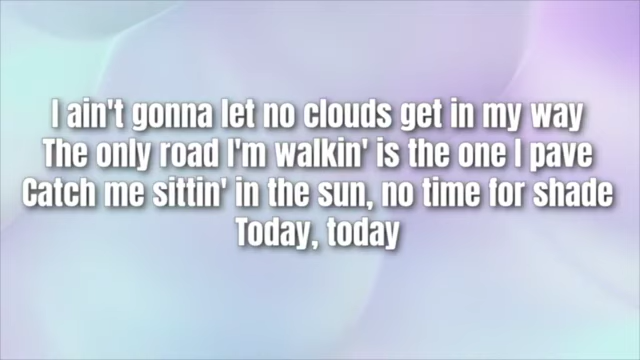 I ain't gonna let no clouds get in my way
The only road I'm walkin' is the one I pave
Catch me sittin' in the sun, no time for shade
Today, today